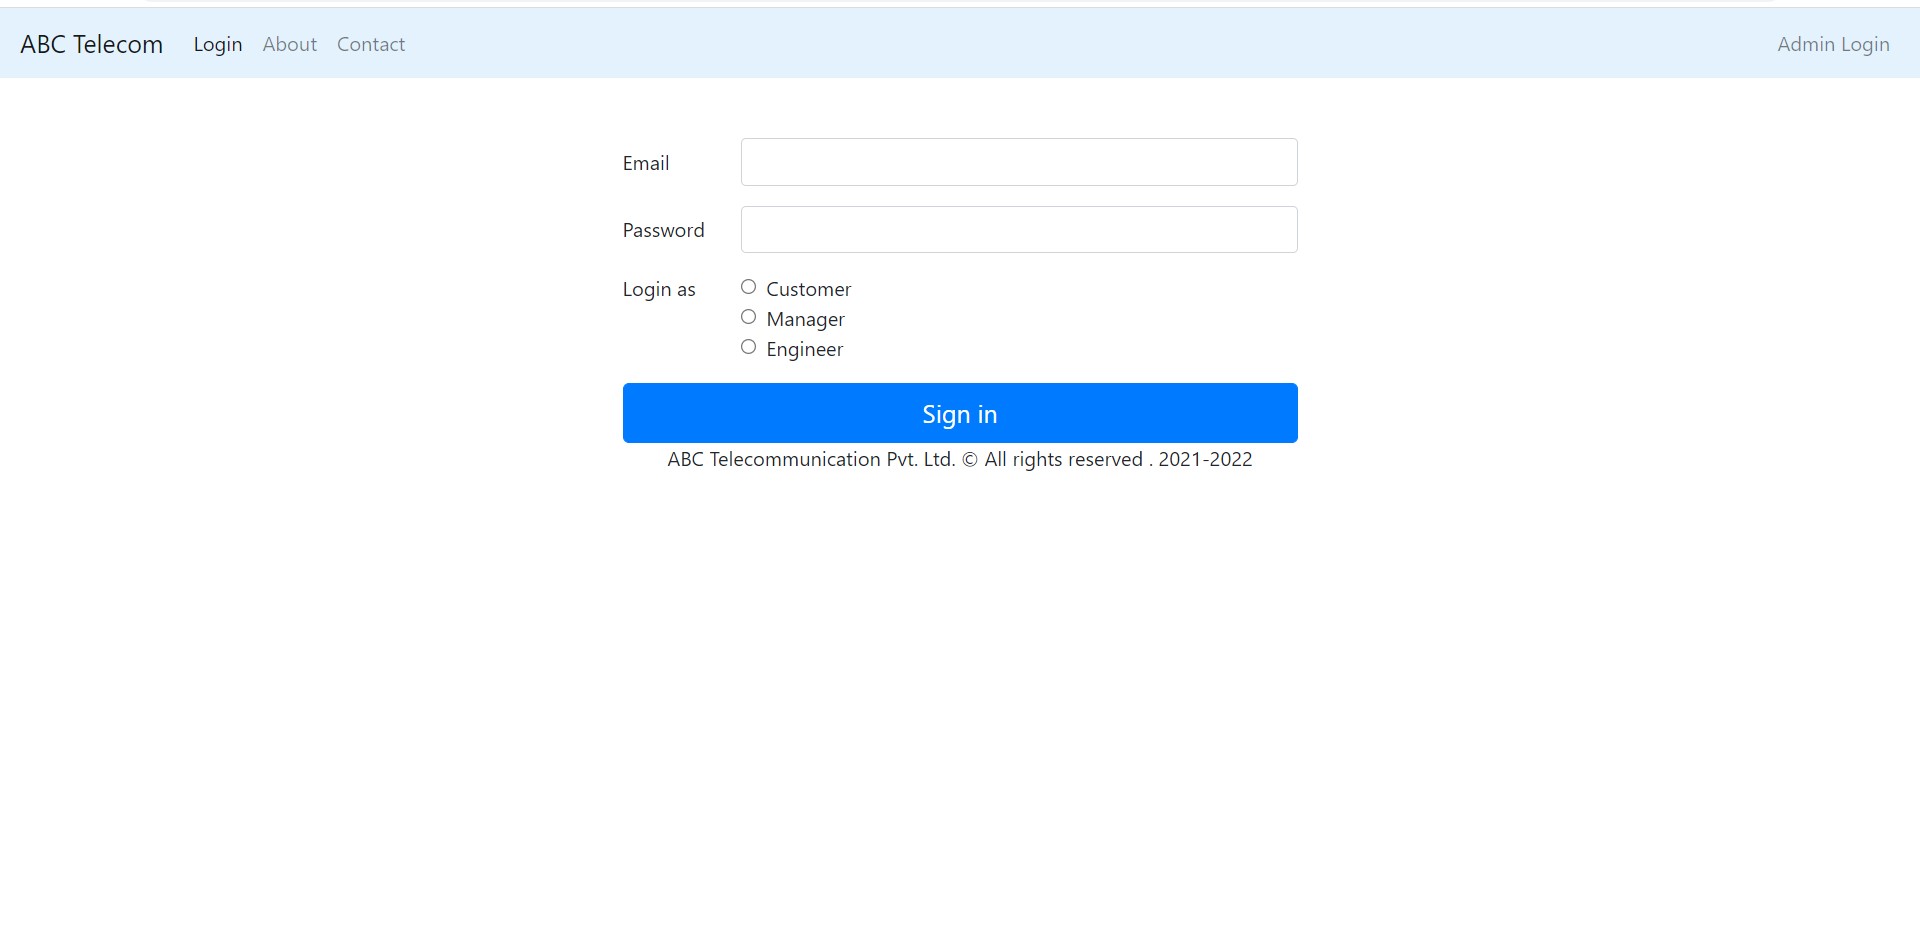 ABC Telecom Login About Contact Admin Login
Email
Password
Login as Customer
Manager
Engineer
Sign in
ABC Telecommunication Pvt. Ltd. © All rights reserved . 2021-2022